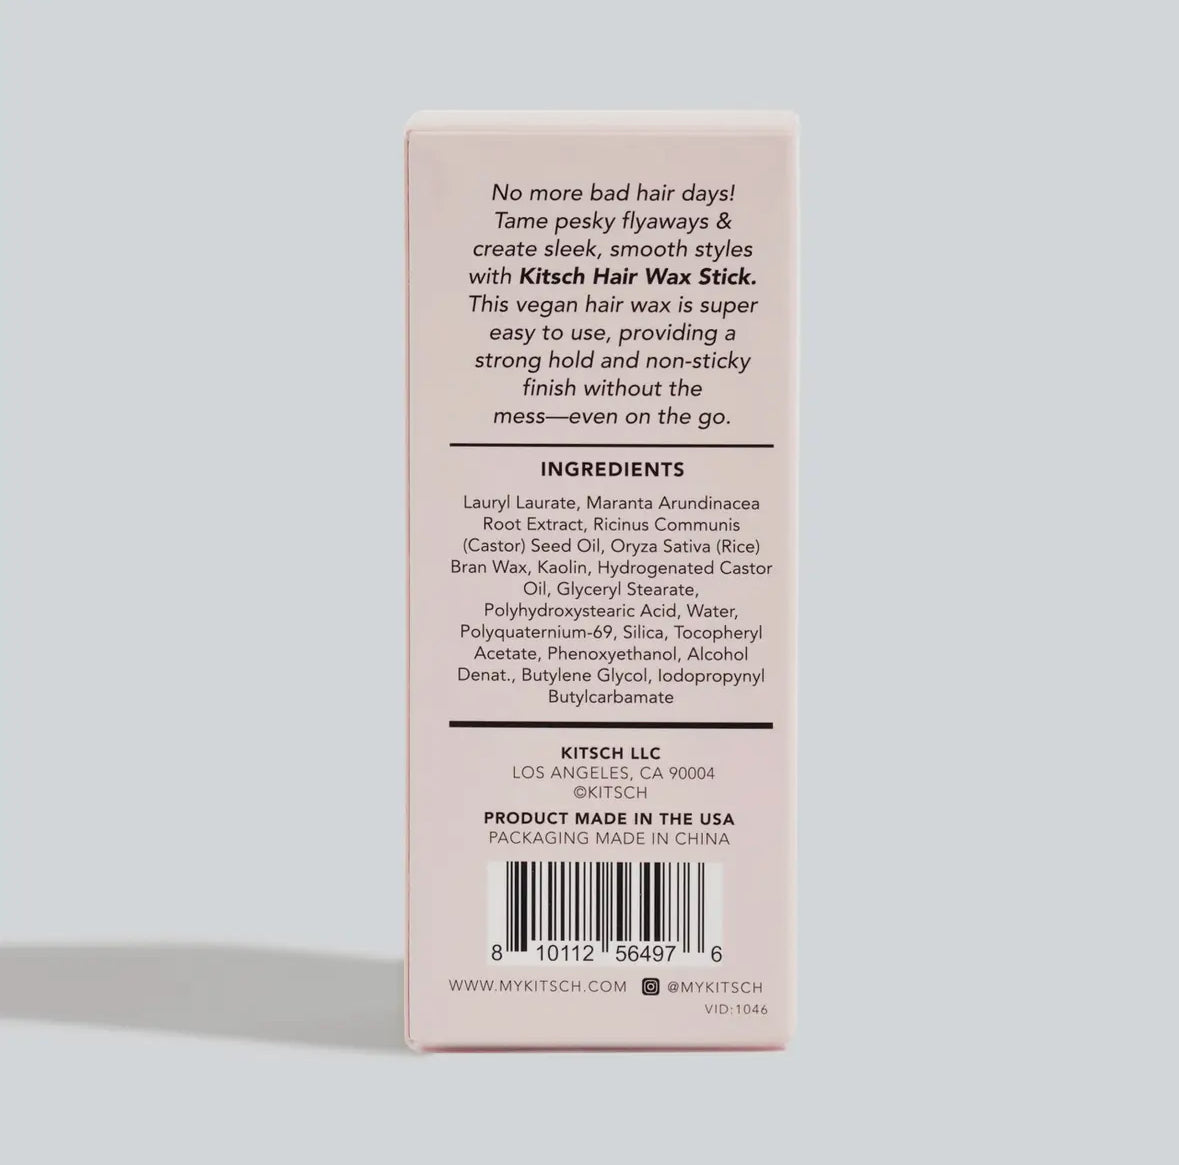 No more bad hair days!
Tame pesky flyaways &
create sleek, smooth styles
with Kitsch Hair Wax Stick.
This vegan hair wax is super
easy to use, providing a
strong hold and non-sticky
finish without the
mess—even on the go.
INGREDIENTS
Lauryl Laurate, Maranta Arundinacea
Root Extract, Ricinus Communis
(Castor) Seed Oil, Oryza Sativa (Rice)
Bran Wax, Kaolin, Hydrogenated Castor
Oil, Glyceryl Stearate,
Polyhydroxystearic Acid, Water,
Polyquaternium-69, Silica, Tocopheryl
Acetate, Phenoxyethanol, Alcohol
Denat., Butylene Glycol, Iodopropynyl
Butylcarbamate
KITSCH LLC
LOS ANGELES, CA 90004
©KITSCH
PRODUCT MADE IN THE USA
PACKAGING MADE IN CHINA
8 10112 56497 6
WWW.MYKITSCH.COM @MYKITSCH
VID:1046